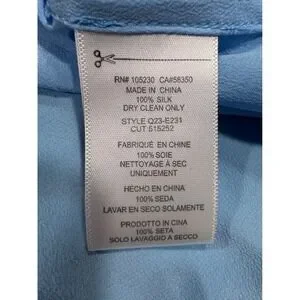 RN# 105230 CA#58350
MADE IN CHINA
100% SILK
DRY CLEAN ONLY
STYLE Q23-E231
CUT 515252
FABRIQUÉ EN CHINE
100% SOIE
NETTOYAGE À SEC
UNIQUEMENT
HECHO EN CHINA
100% SEDA
LAVAR EN SECO SOLAMENTE
PRODOTTO IN CINA
100% SETA
SOLO LAVAGGIO A SECCO